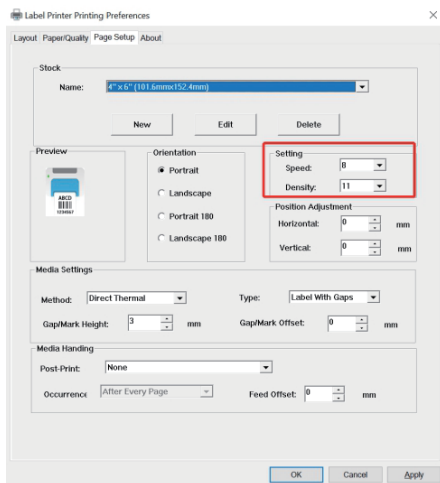 Label Printer Printing Preferences
Layout Paper/Quality Page Setup About
Stock
Name: 4" x 6" (101.6mmx152.4mm)
New Edit Delete
Preview
ABCD
1234567
Orientation
Portrait
Landscape
Portrait 180
Landscape 180
Setting
Speed: 8
Density: 11
Position Adjustment
Horizontal: 0 mm
Vertical: 0 mm
Media Settings
Method: Direct Thermal Type: Label With Gaps
Gap/Mark Height: 3 mm Gap/Mark Offset: 0 mm
Media Handing
Post-Print: None
Occurrence After Every Page Feed Offset: 0 mm
OK Cancel Apply